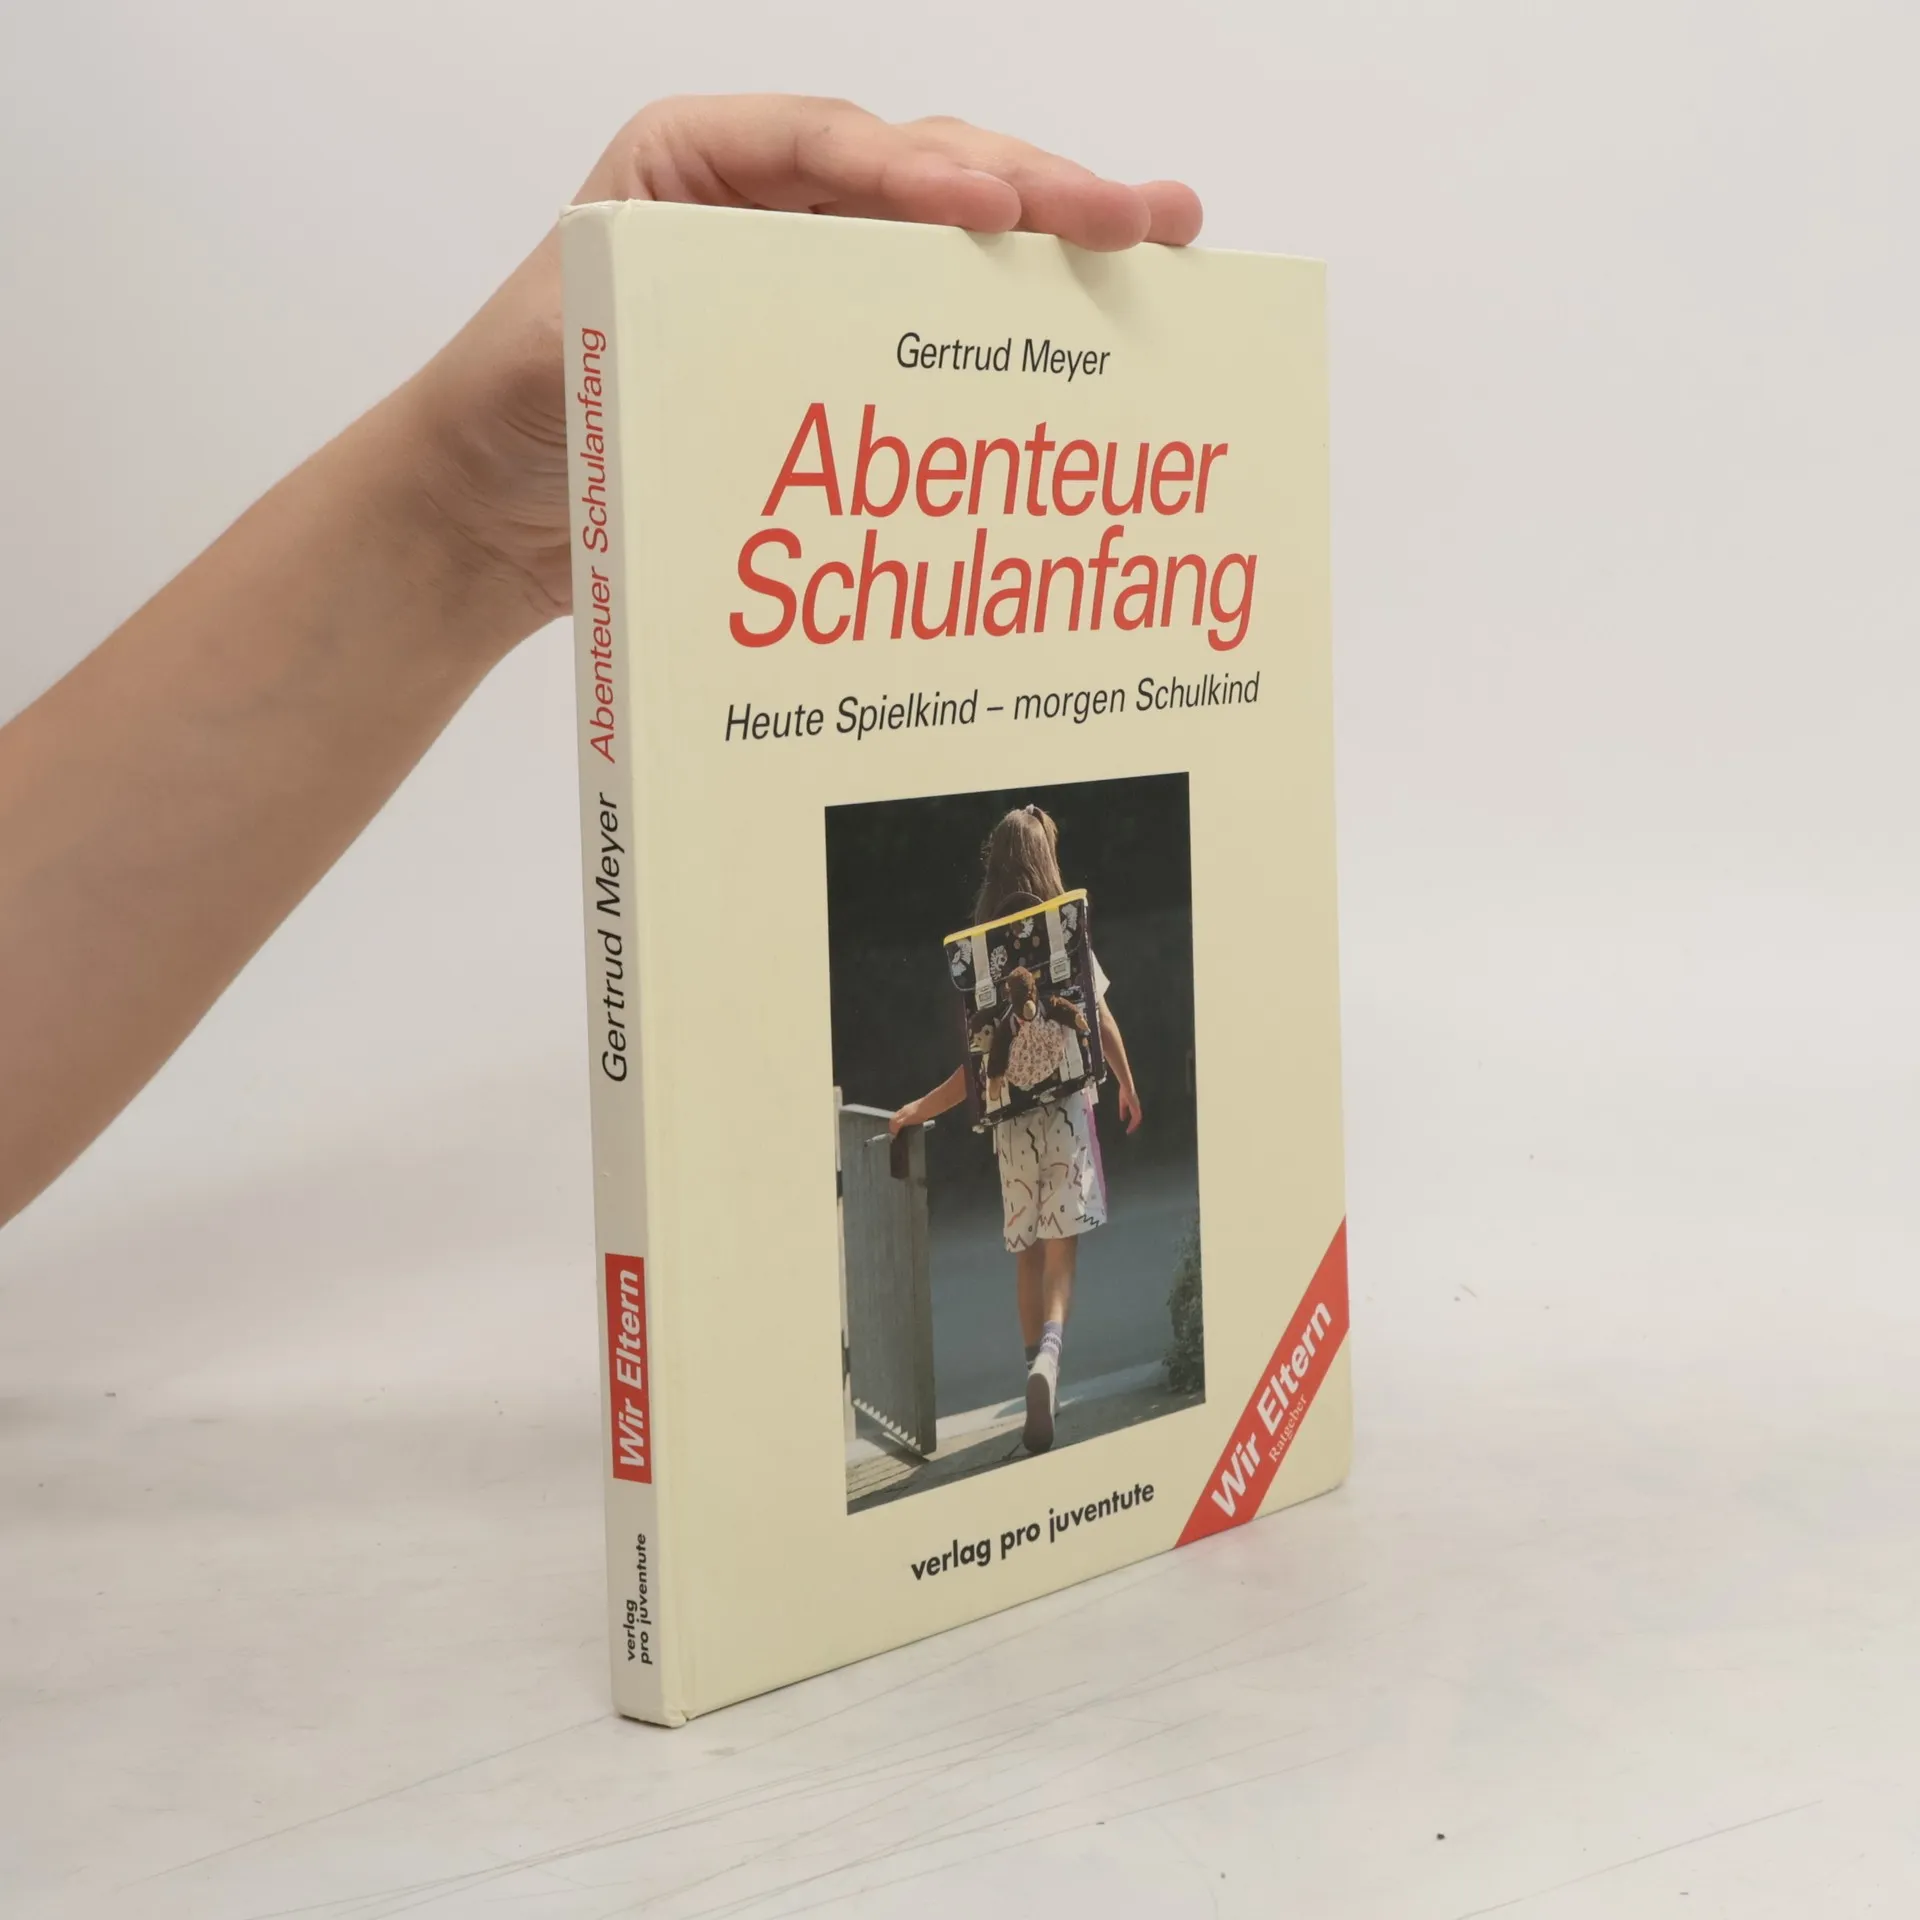 Gertrud Meyer
Abenteuer
Schulanfang
Heute Spielkind – morgen Schulkind
verlag pro juventute
Wir Eltern
Ratgeber
Gertrud Meyer Abenteuer Schulanfang
Wir Eltern
verlag
pro juventute